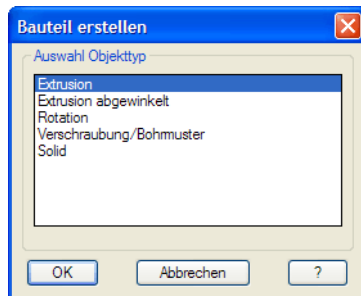 Bauteil erstellen
Auswahl Objekttyp
Extrusion
Extrusion abgewinkelt
Rotation
Verschraubung/Bohrmuster
Solid
OK Abbrechen ?